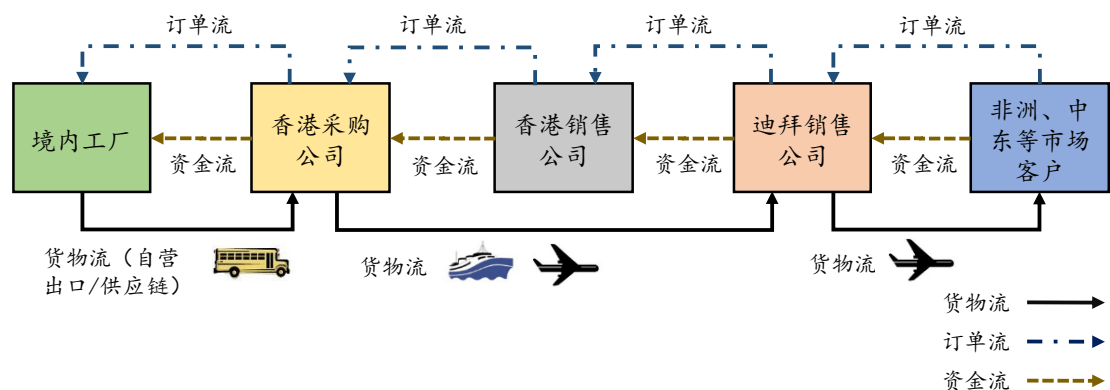 订单流
订单流
订单流
订单流
境内工厂
香港采购
公司
香港销售
公司
迪拜销售
公司
非洲、中
东等市场
客户
资金流
资金流
资金流
资金流
货物流（自营
出口/供应链）
货物流
货物流
货物流
订单流
资金流